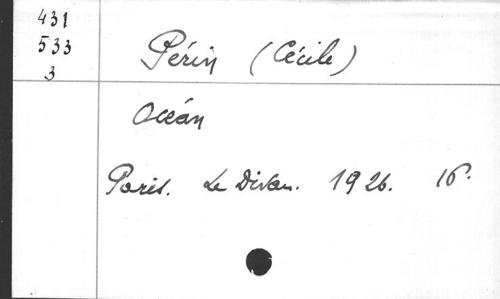 431
533
3
Périn (Cécile)
Océan
Paris. Le Divan. 1926. 16°.